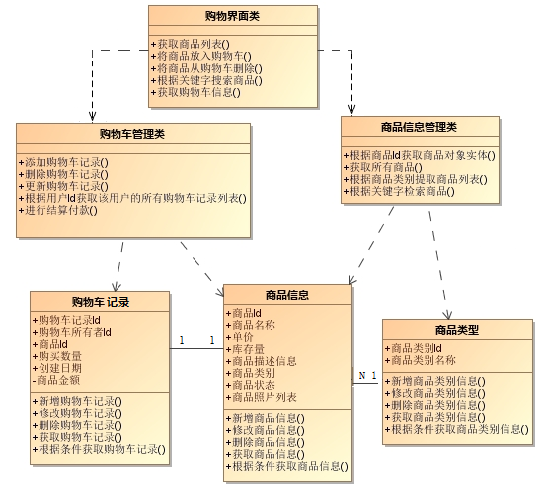 购物界面类
+获取商品列表()
+将商品放入购物车()
+将商品从购物车删除()
+根据关键字搜索商品()
+获取购物车信息()
购物车管理类
+添加购物车记录()
+删除购物车记录()
+更新购物车记录()
+根据用户Id获取该用户的所有购物车记录列表()
+进行结算付款()
商品信息管理类
+根据商品Id获取商品对象实体()
+获取所有商品()
+根据商品类别提取商品列表()
+根据关键字检索商品()
购物车记录
+购物车记录Id
+购物车所有者Id
+商品Id
+购买数量
+创建日期
-商品金额
+新增购物车记录()
+修改购物车记录()
+删除购物车记录()
+获取购物车记录()
+根据条件获取购物车记录()
1
1
商品信息
+商品Id
+商品名称
+单价
+库存量
+商品描述信息
+商品类别
+商品状态
+商品照片列表
+新增商品信息()
+修改商品信息()
+删除商品信息()
+获取商品信息()
+根据条件获取商品信息()
N 1
商品类型
+商品类别Id
+商品类别名称
+新增商品类别信息()
+修改商品类别信息()
+删除商品类别信息()
+获取商品类别信息()
+根据条件获取商品类别信息()